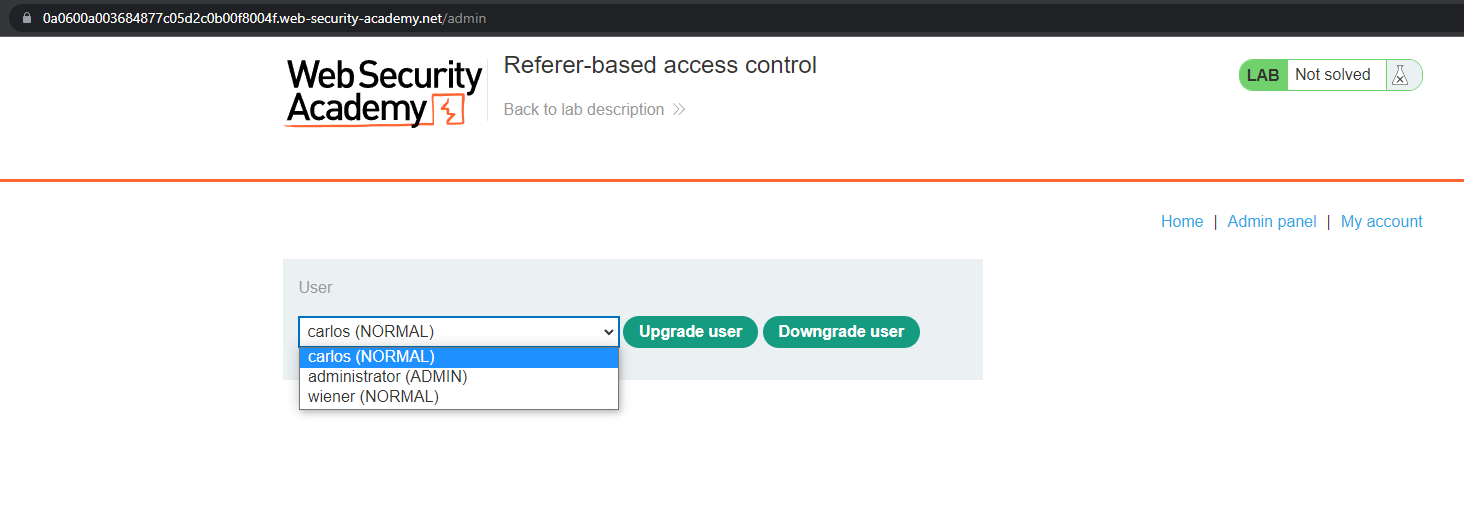 0a0600a003684877c05d2c0b00f8004f.web-security-academy.net/admin
Web Security
Academy
Referer-based access control
Back to lab description
LAB Not solved
Home | Admin panel | My account
User
carlos (NORMAL) Upgrade user Downgrade user
carlos (NORMAL)
administrator (ADMIN)
wiener (NORMAL)